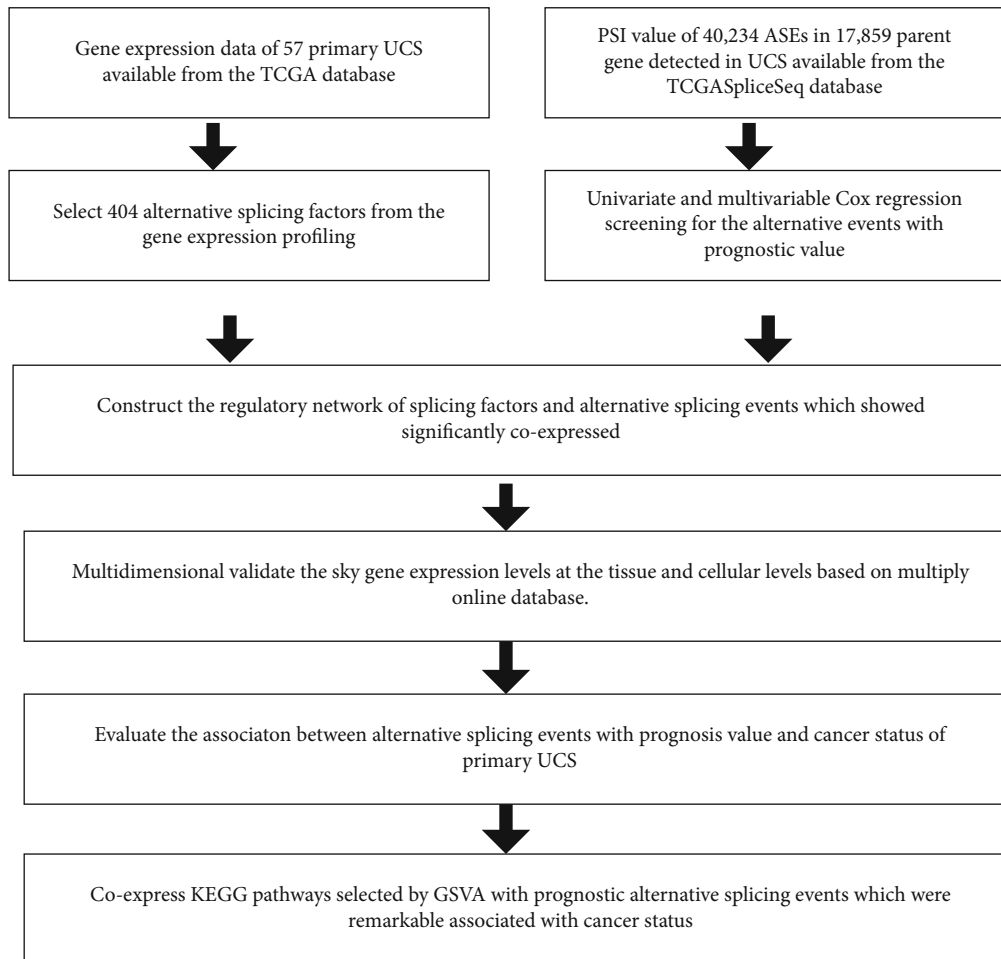 Gene expression data of 57 primary UCS
available from the TCGA database
PSI value of 40,234 ASEs in 17,859 parent
gene detected in UCS available from the
TCGASpliceSeq database
Select 404 alternative splicing factors from the
gene expression profiling
Univariate and multivariable Cox regression
screening for the alternative events with
prognostic value
Construct the regulatory network of splicing factors and alternative splicing events which showed
significantly co-expressed
Multidimensional validate the sky gene expression levels at the tissue and cellular levels based on multiply
online database.
Evaluate the associaton between alternative splicing events with prognosis value and cancer status of
primary UCS
Co-express KEGG pathways selected by GSVA with prognostic alternative splicing events which were
remarkable associated with cancer status